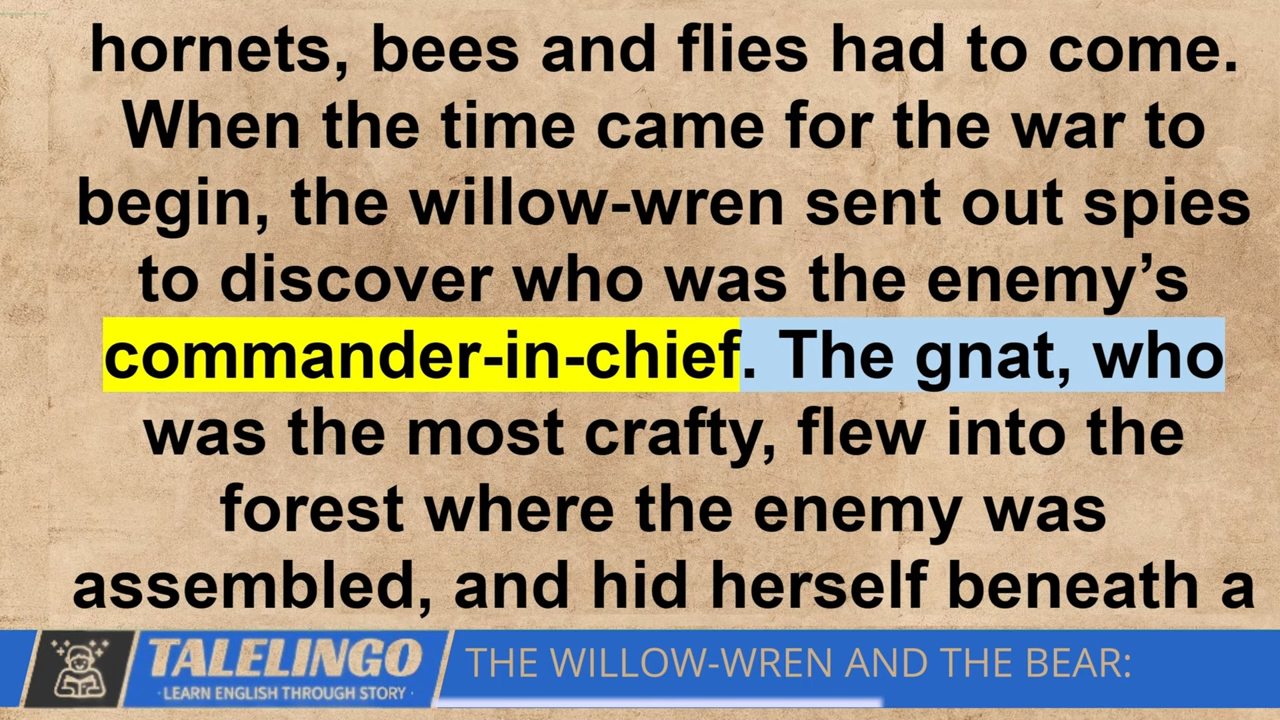 hornets, bees and flies had to come.
When the time came for the war to
begin, the willow-wren sent out spies
to discover who was the enemy’s
commander-in-chief. The gnat, who
was the most crafty, flew into the
forest where the enemy was
assembled, and hid herself beneath a
TALELINGO
· LEARN ENGLISH THROUGH STORY ·
THE WILLOW-WREN AND THE BEAR: